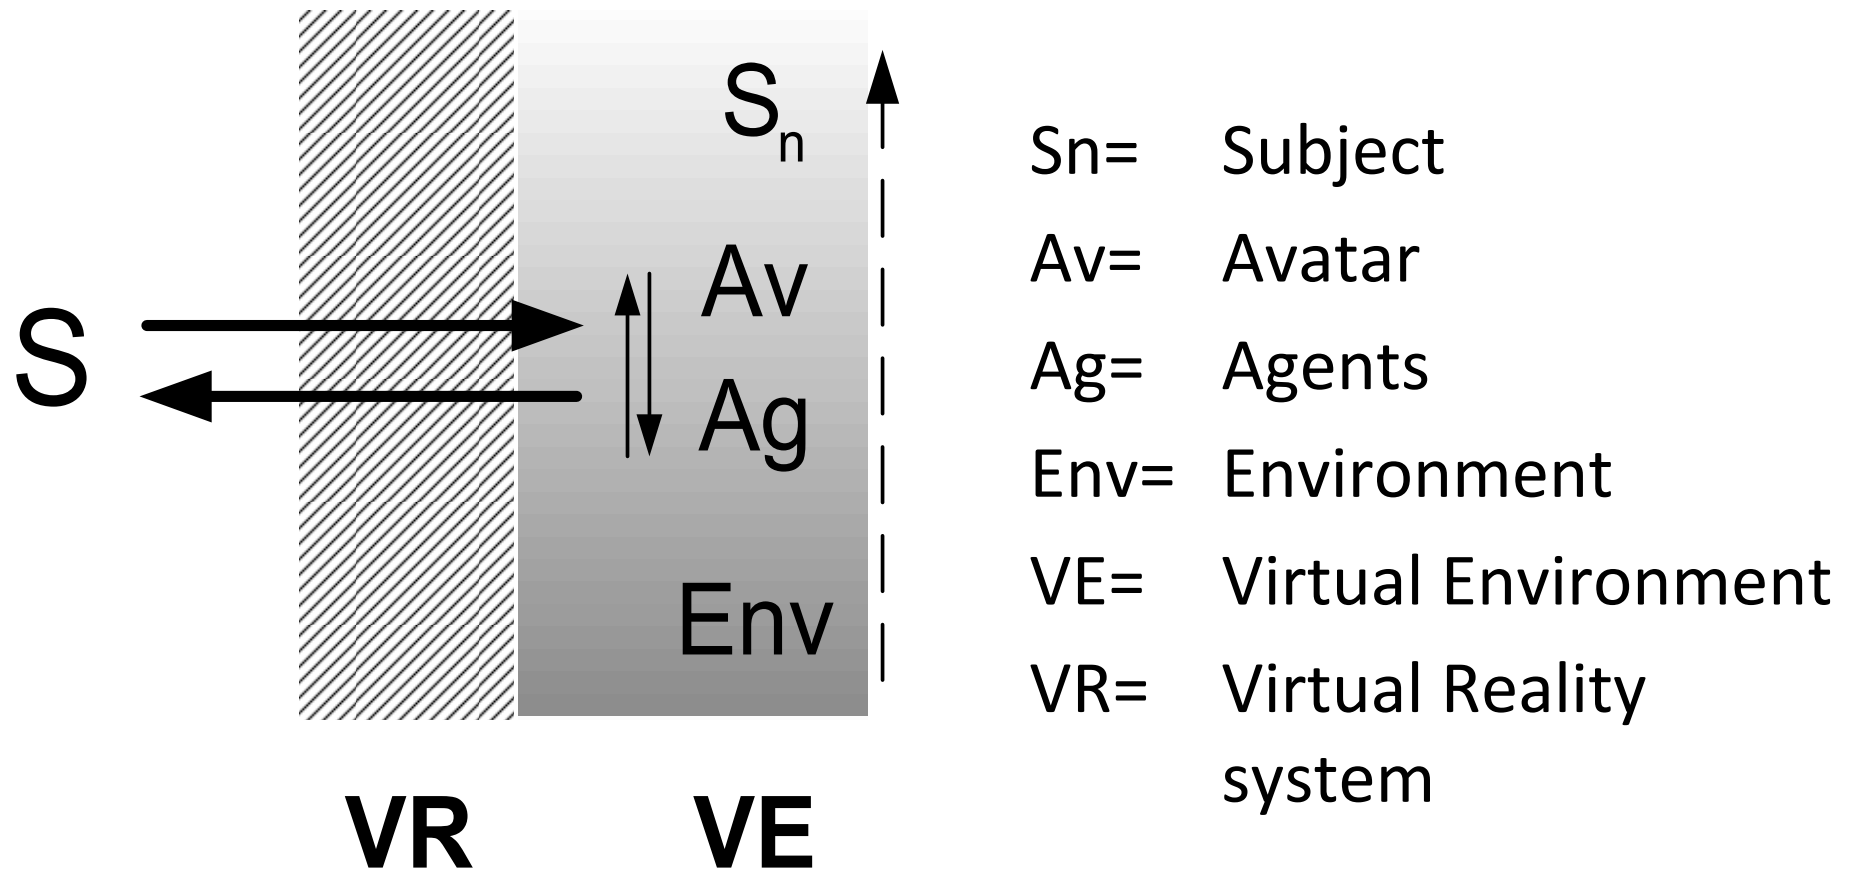 S
Sn
Av
Ag
Env
VR VE
Sn= Subject
Av= Avatar
Ag= Agents
Env= Environment
VE= Virtual Environment
VR= Virtual Reality
system